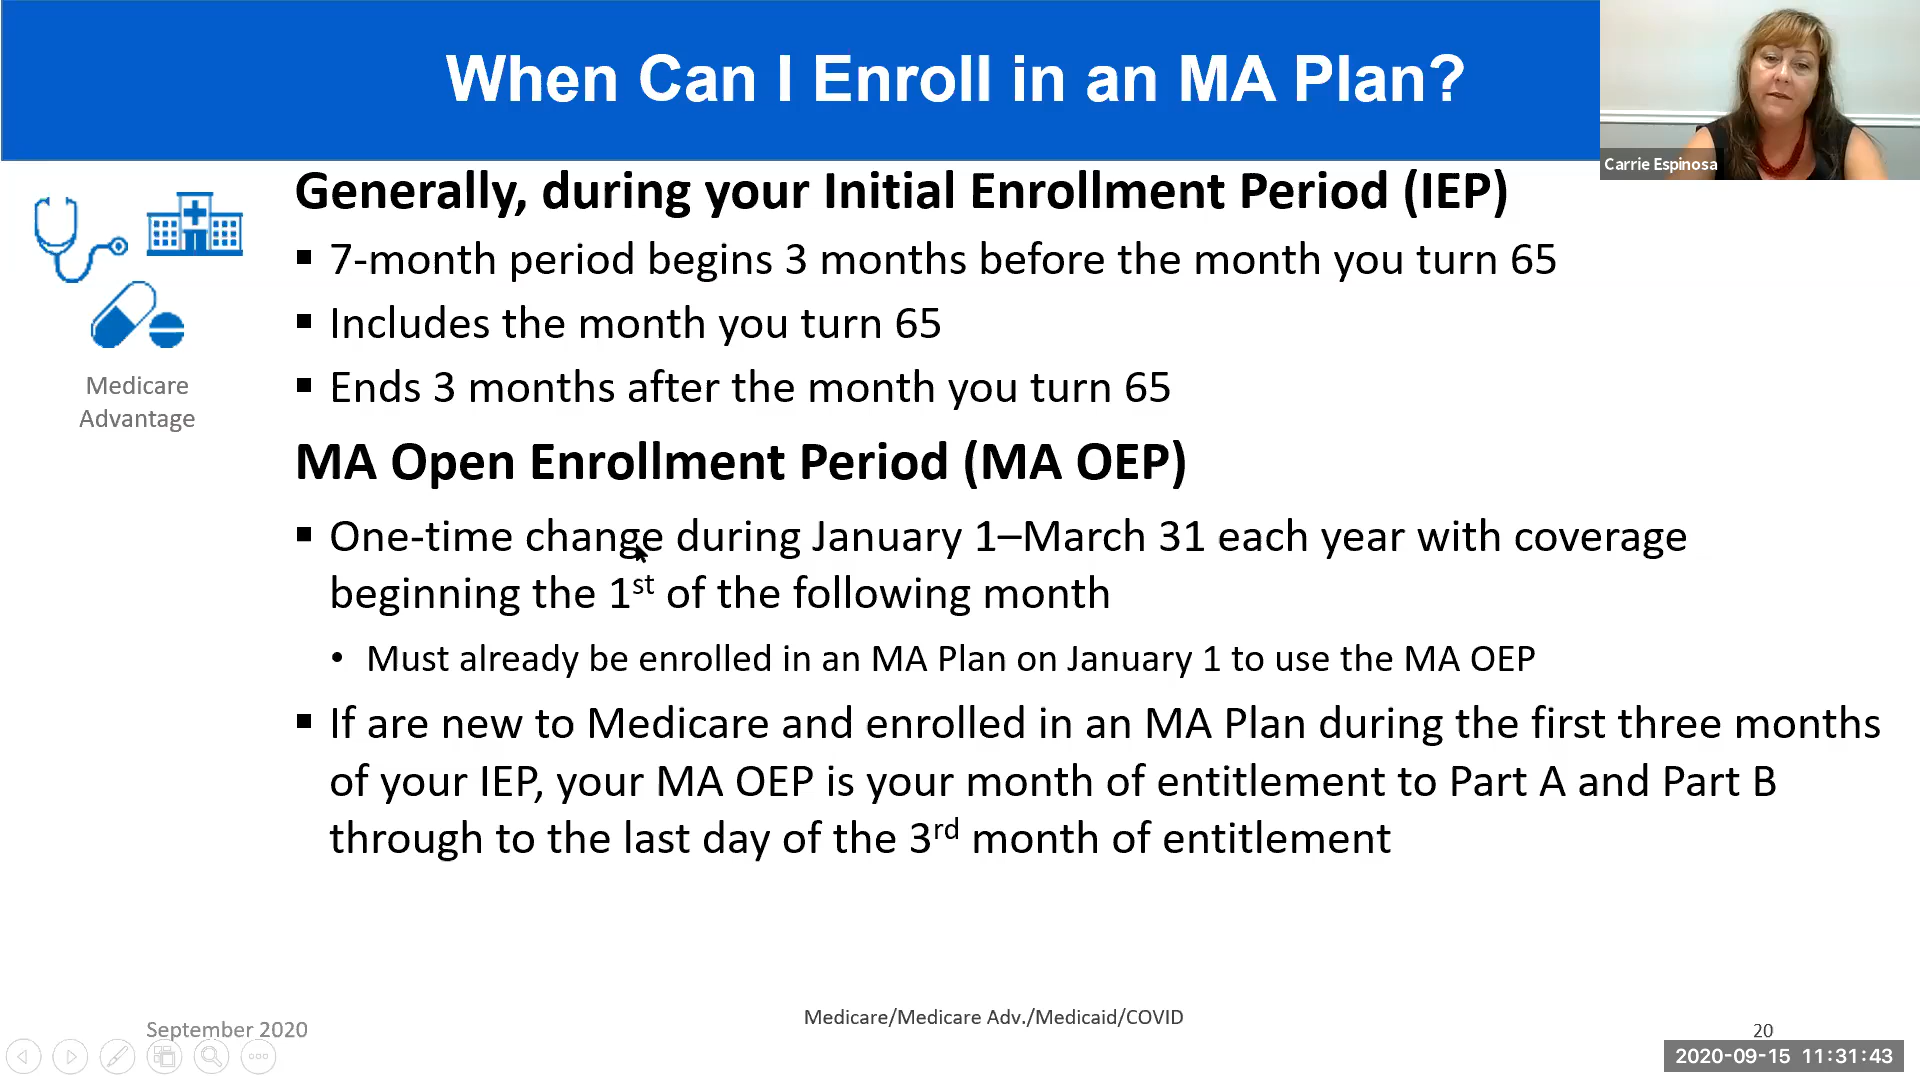 When Can I Enroll in an MA Plan?
Carrie Espinosa
Generally, during your Initial Enrollment Period (IEP)
▪ 7-month period begins 3 months before the month you turn 65
▪ Includes the month you turn 65
▪ Ends 3 months after the month you turn 65
Medicare
Advantage
MA Open Enrollment Period (MA OEP)
▪ One-time change during January 1–March 31 each year with coverage
beginning the 1st of the following month
• Must already be enrolled in an MA Plan on January 1 to use the MA OEP
▪ If are new to Medicare and enrolled in an MA Plan during the first three months
of your IEP, your MA OEP is your month of entitlement to Part A and Part B
through to the last day of the 3rd month of entitlement
September 2020
Medicare/Medicare Adv./Medicaid/COVID
20
2020-09-15 11:31:43